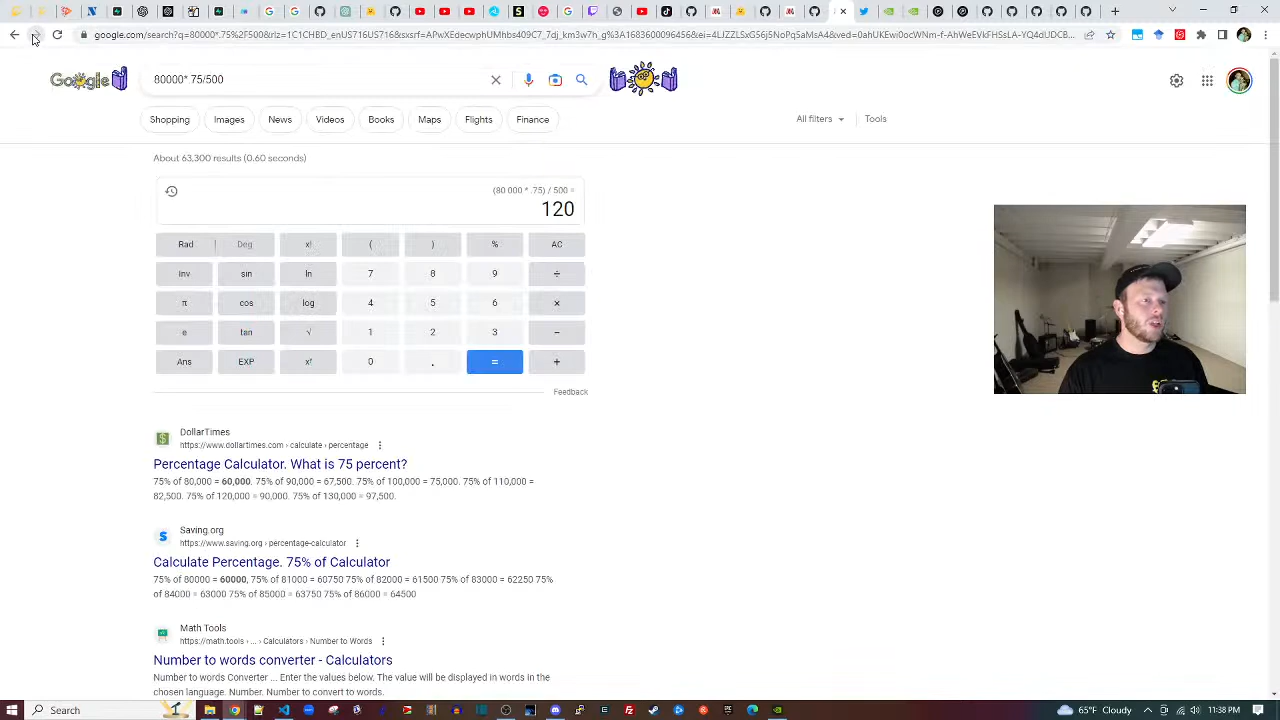 google.com/search?q=80000*.75%2F500&rlz=1C1CHBD_enUS716US716&sxsrf=
Google
80000* 75/500
Shopping
Images
News
Videos
Books
Maps
Flights
Finance
All filters
Tools
About 63,300 results (0.60 seconds)
(80 000 * .75) / 500 =
120
Rad Deg x! ( ) % AC
Inv sin ln 7 8 9 ÷
π cos log 4 5 6 ×
e tan √ 1 2 3 −
Ans EXP 0 . = +
Feedback
DollarTimes
https://www.dollartimes.com › calculate › percentage
Percentage Calculator. What is 75 percent?
75% of 80,000 = 60,000. 75% of 90,000 = 67,500. 75% of 100,000 = 75,000. 75% of 110,000 =
82,500. 75% of 120,000 = 90,000. 75% of 130,000 = 97,500.
Saving.org
https://www.saving.org › percentage-calculator
Calculate Percentage. 75% of Calculator
75% of 80000 = 60000, 75% of 81000 = 60750 75% of 82000 = 61500 75% of 83000 = 62250 75%
of 84000 = 63000 75% of 85000 = 63750 75% of 86000 = 64500
Math Tools
https://math.tools › ... › Calculators › Number to Words
Number to words converter - Calculators
Number to words Converter ... Enter the values below. The value will be displayed in words in the
chosen language. Number. Number to convert to words.
Search
65°F Cloudy
11:38 PM